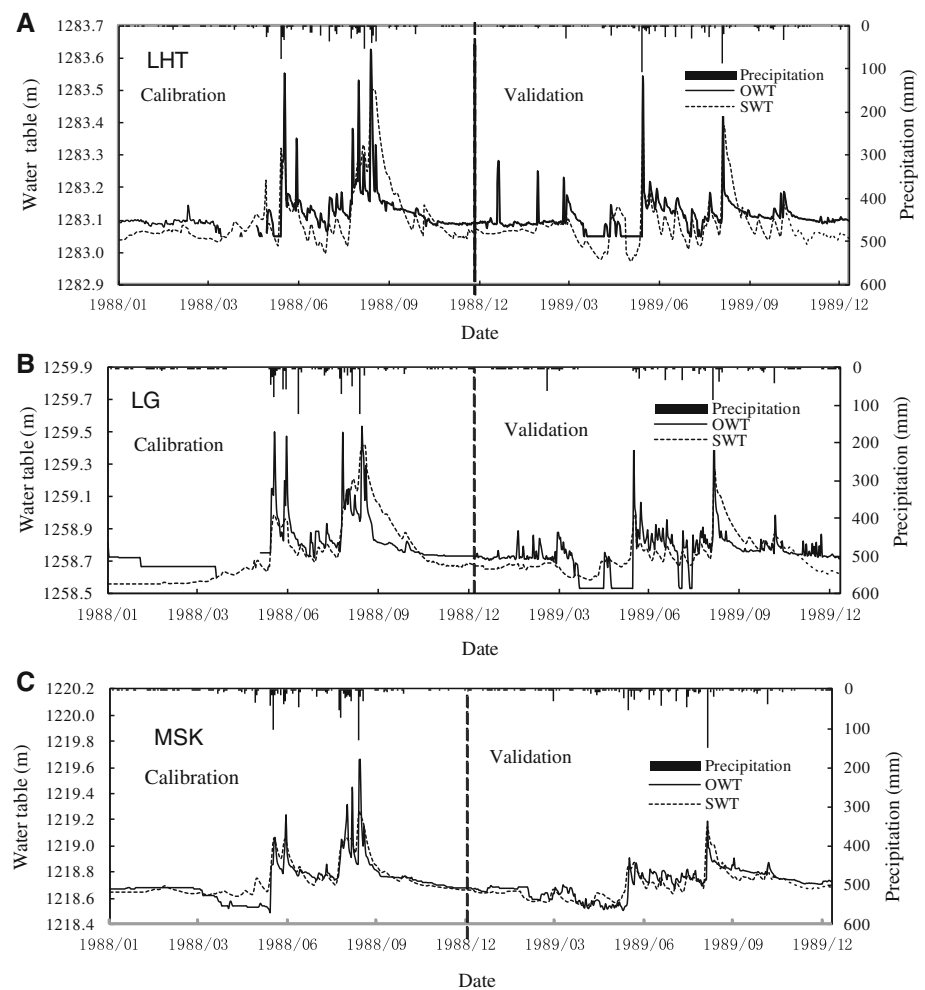 A
LHT
Calibration
Validation
Precipitation
OWT
SWT
Water table (m)
1283.7
1283.6
1283.5
1283.4
1283.3
1283.2
1283.1
1283.0
1282.9
Precipitation (mm)
0
100
200
300
400
500
600
1988/01 1988/03 1988/06 1988/09 1988/12 1989/03 1989/06 1989/09 1989/12
Date
B
LG
Calibration
Validation
Precipitation
OWT
SWT
Water table (m)
1259.9
1259.7
1259.5
1259.3
1259.1
1258.9
1258.7
1258.5
Precipitation (mm)
0
100
200
300
400
500
600
1988/01 1988/03 1988/06 1988/09 1988/12 1989/03 1989/06 1989/09 1989/12
Date
C
MSK
Calibration
Validation
Precipitation
OWT
SWT
Water table (m)
1220.2
1220.0
1219.8
1219.6
1219.4
1219.2
1219.0
1218.8
1218.6
1218.4
Precipitation (mm)
0
100
200
300
400
500
600
1988/01 1988/03 1988/06 1988/09 1988/12 1989/03 1989/06 1989/09 1989/12
Date